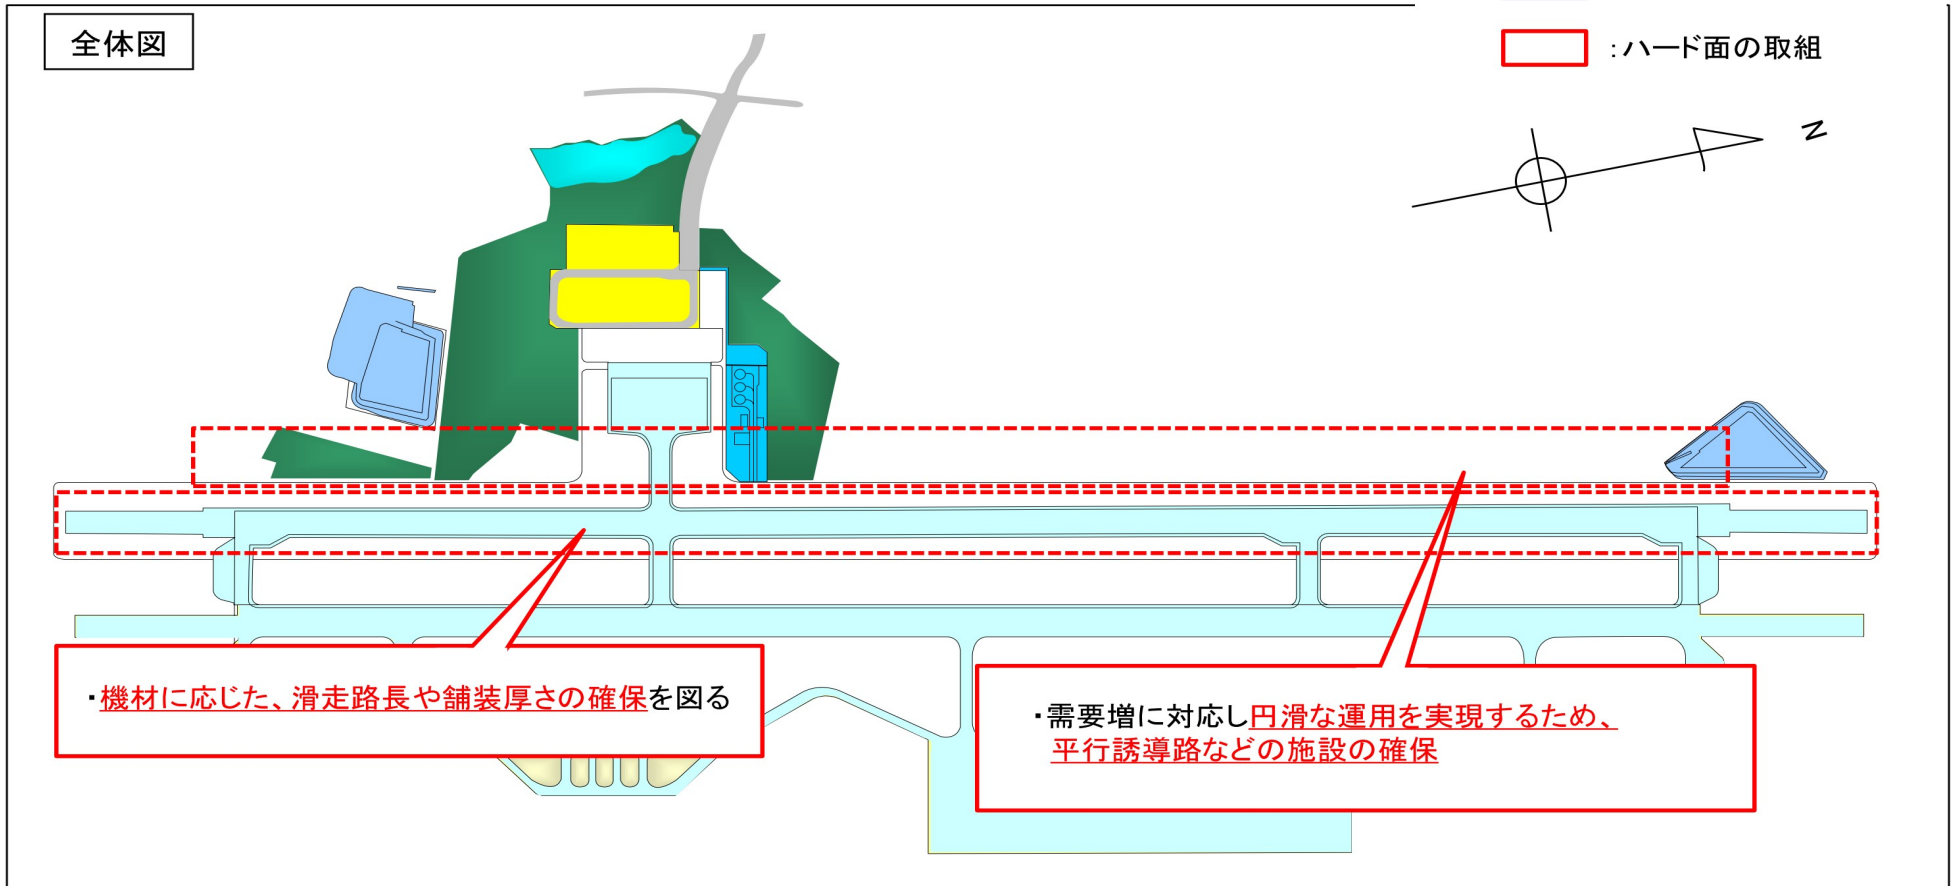 全体図
：ハード面の取組
N
・機材に応じた、滑走路長や舗装厚さの確保を図る
・需要増に対応し円滑な運用を実現するため、
平行誘導路などの施設の確保